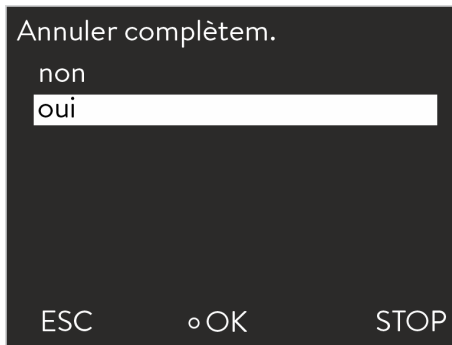 Annuler complètem.
non
oui
ESC ○ OK STOP